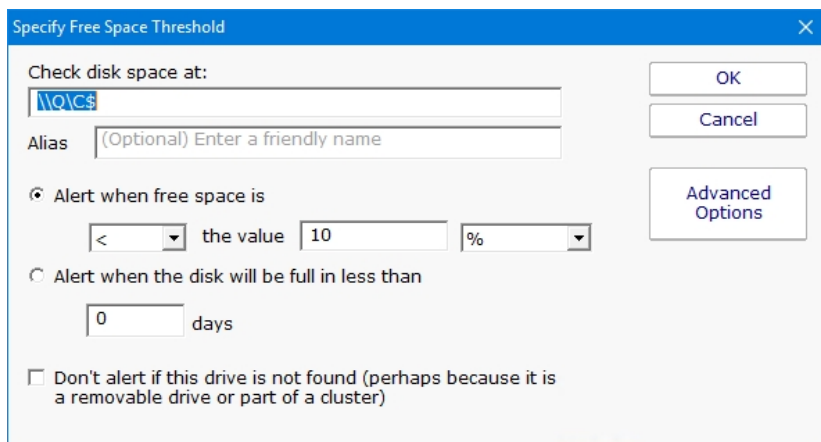 Specify Free Space Threshold
Check disk space at:
OK
\\Q\C$
Cancel
Alias (Optional) Enter a friendly name
Alert when free space is
Advanced
Options
< the value 10 %
Alert when the disk will be full in less than
0 days
Don't alert if this drive is not found (perhaps because it is
a removable drive or part of a cluster)